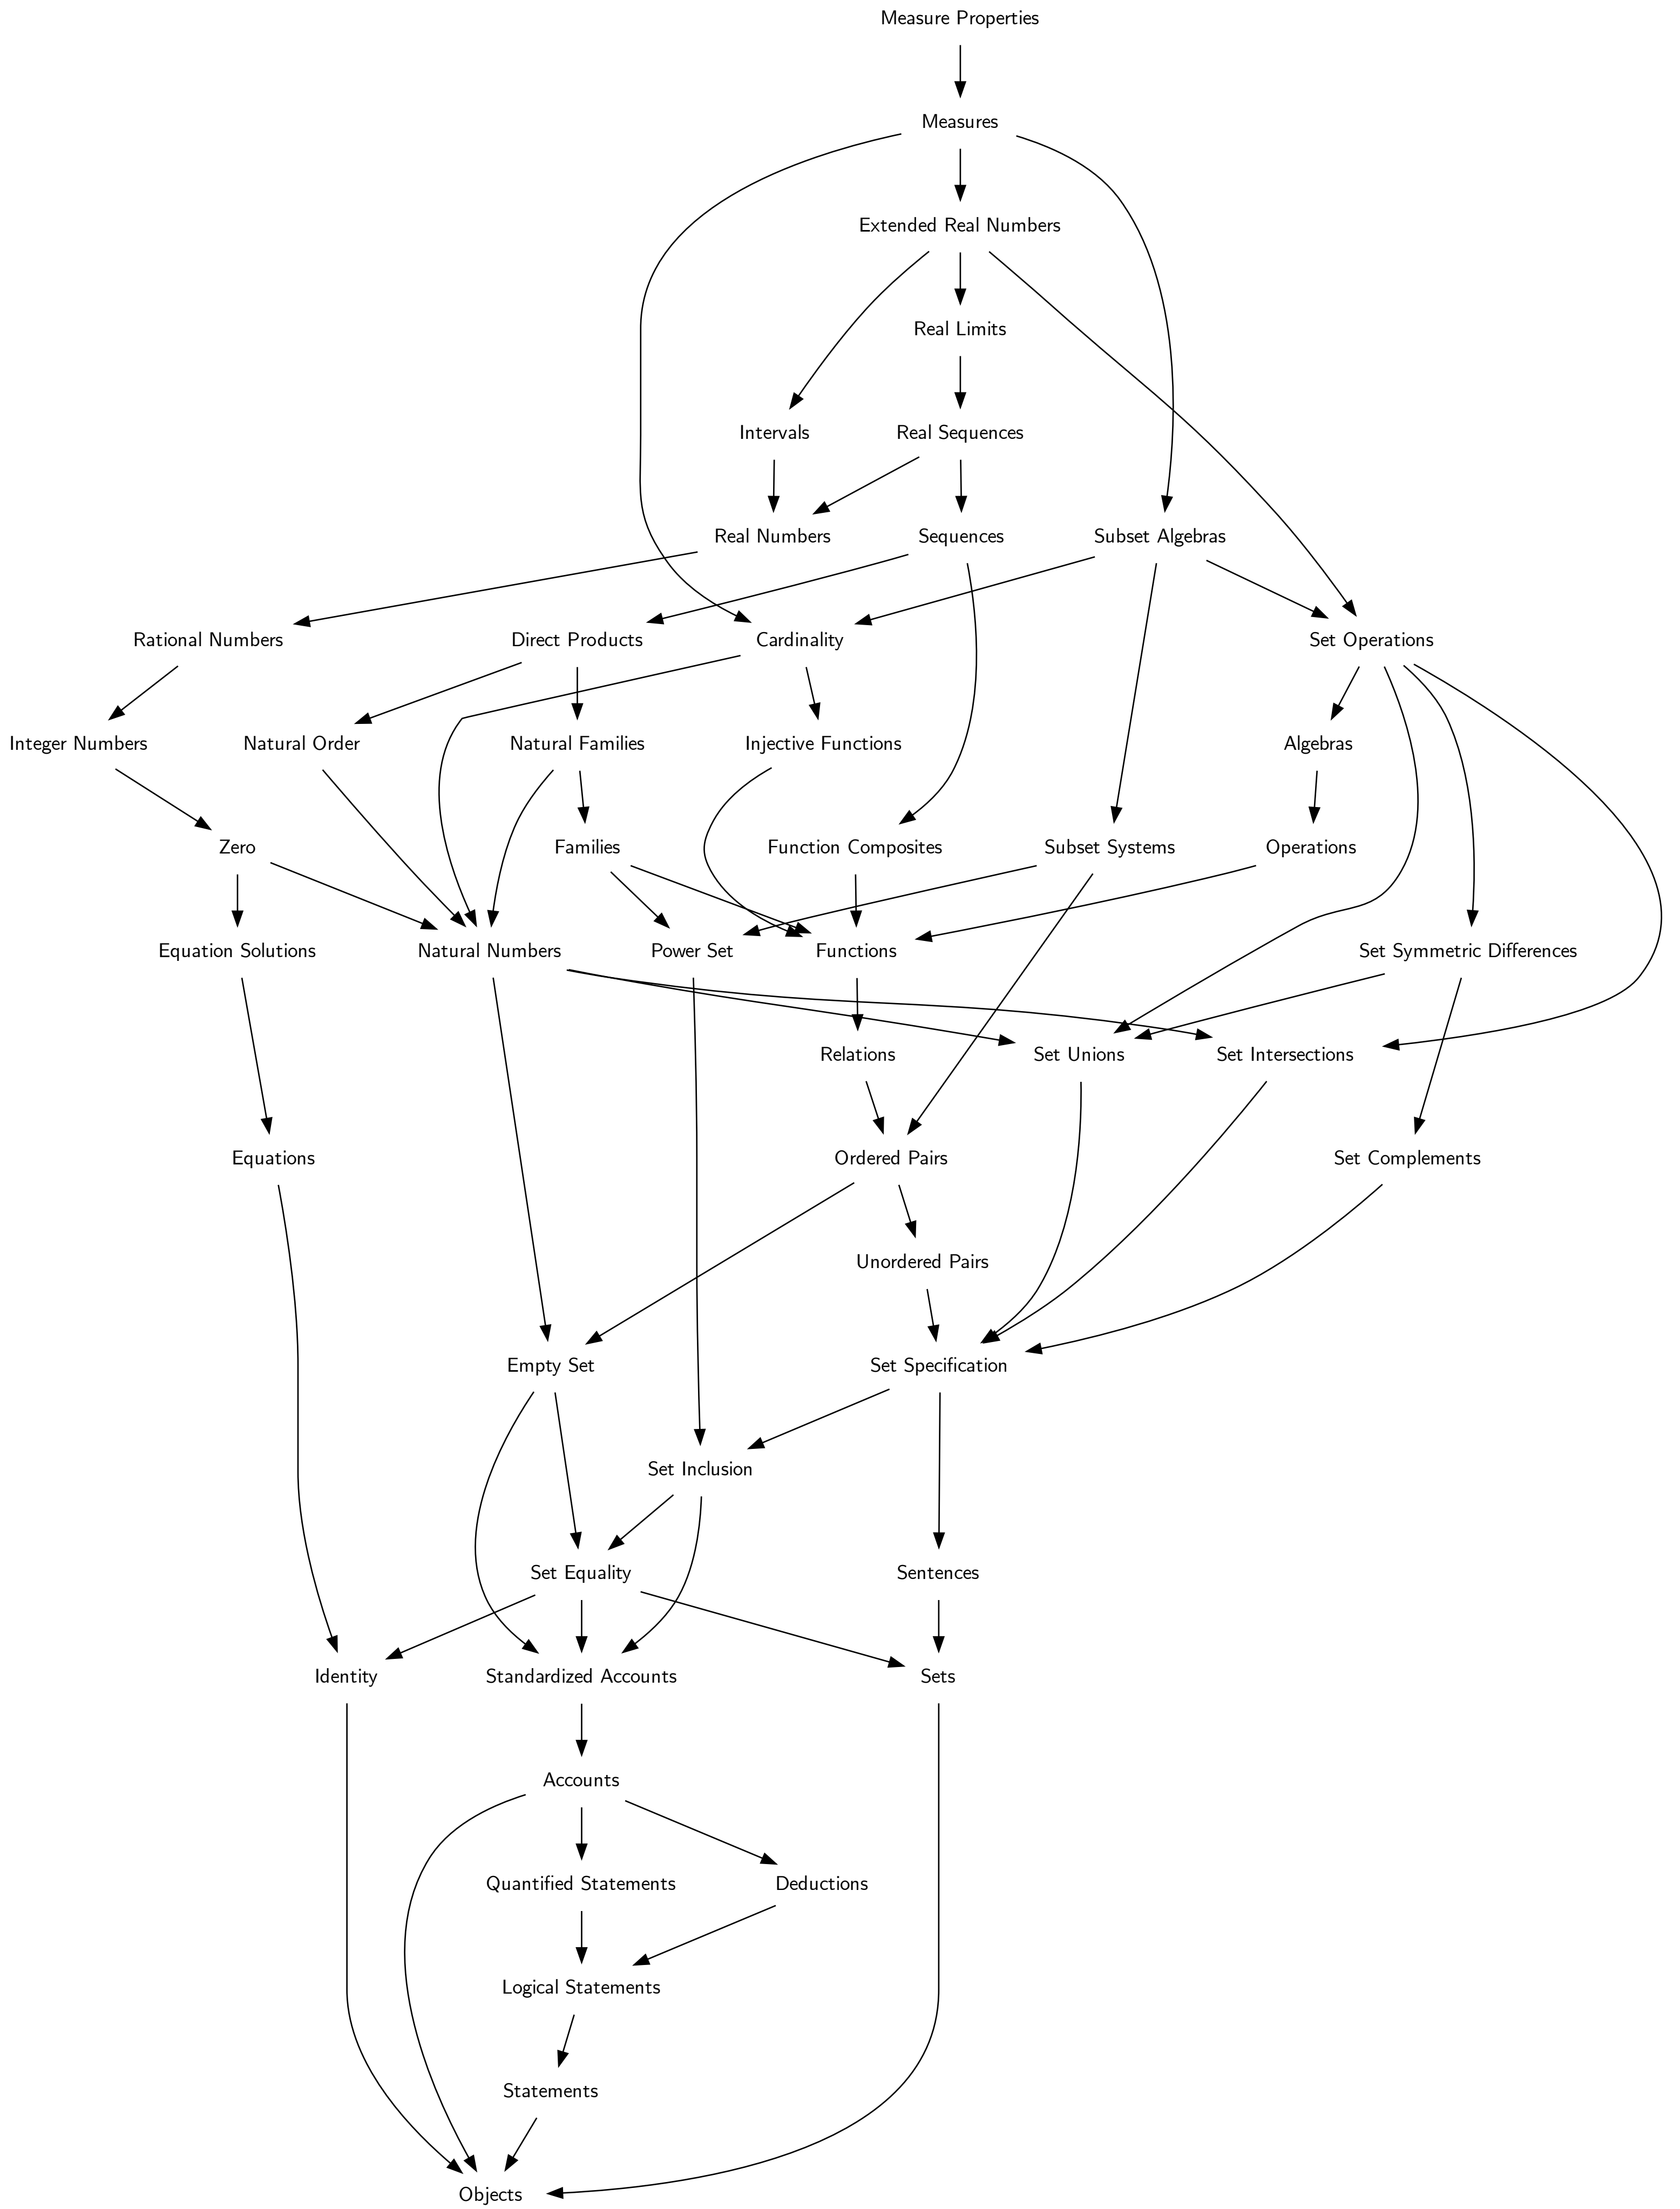 Measure Properties
Measures
Extended Real Numbers
Real Limits
Intervals
Real Sequences
Real Numbers
Sequences
Subset Algebras
Rational Numbers
Direct Products
Cardinality
Set Operations
Integer Numbers
Natural Order
Natural Families
Injective Functions
Algebras
Zero
Families
Function Composites
Subset Systems
Operations
Equation Solutions
Natural Numbers
Power Set
Functions
Set Symmetric Differences
Relations
Set Unions
Set Intersections
Equations
Ordered Pairs
Set Complements
Unordered Pairs
Empty Set
Set Specification
Set Inclusion
Set Equality
Sentences
Identity
Standardized Accounts
Sets
Accounts
Quantified Statements
Deductions
Logical Statements
Statements
Objects